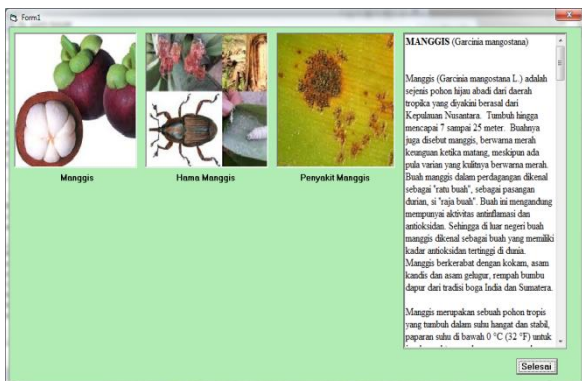 Form1
Manggis
Hama Manggis
Penyakit Manggis
MANGGIS (Garcinia mangostana)
Manggis (Garcinia mangostana L.) adalah
sejenis pohon hijau abadi dari daerah
tropika yang diyakini berasal dari
Kepulauan Nusantara. Tumbuh hingga
mencapai 7 sampai 25 meter. Buahnya
juga disebut manggis, berwarna merah
keunguan ketika matang, meskipun ada
pula varian yang kulitnya berwarna merah.
Buah manggis dalam perdagangan dikenal
sebagai "ratu buah", sebagai pasangan
durian, si "raja buah". Buah ini mengandung
mempunyai aktivitas antiinflamasi dan
antioksidan. Sehingga di luar negeri buah
manggis dikenal sebagai buah yang memiliki
kadar antioksidan tertinggi di dunia.
Manggis berkerabat dengan kokam, asam
kandis dan asam gelugur, rempah bumbu
dapur dari tradisi boga India dan Sumatera.
Manggis merupakan sebuah pohon tropis
yang tumbuh dalam suhu hangat dan stabil,
paparan suhu di bawah 0 °C (32 °F) untuk
Selesai